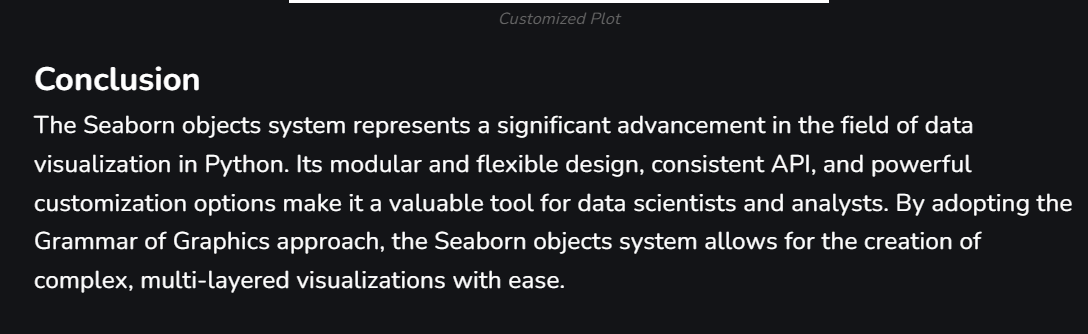 Customized Plot
Conclusion
The Seaborn objects system represents a significant advancement in the field of data
visualization in Python. Its modular and flexible design, consistent API, and powerful
customization options make it a valuable tool for data scientists and analysts. By adopting the
Grammar of Graphics approach, the Seaborn objects system allows for the creation of
complex, multi-layered visualizations with ease.